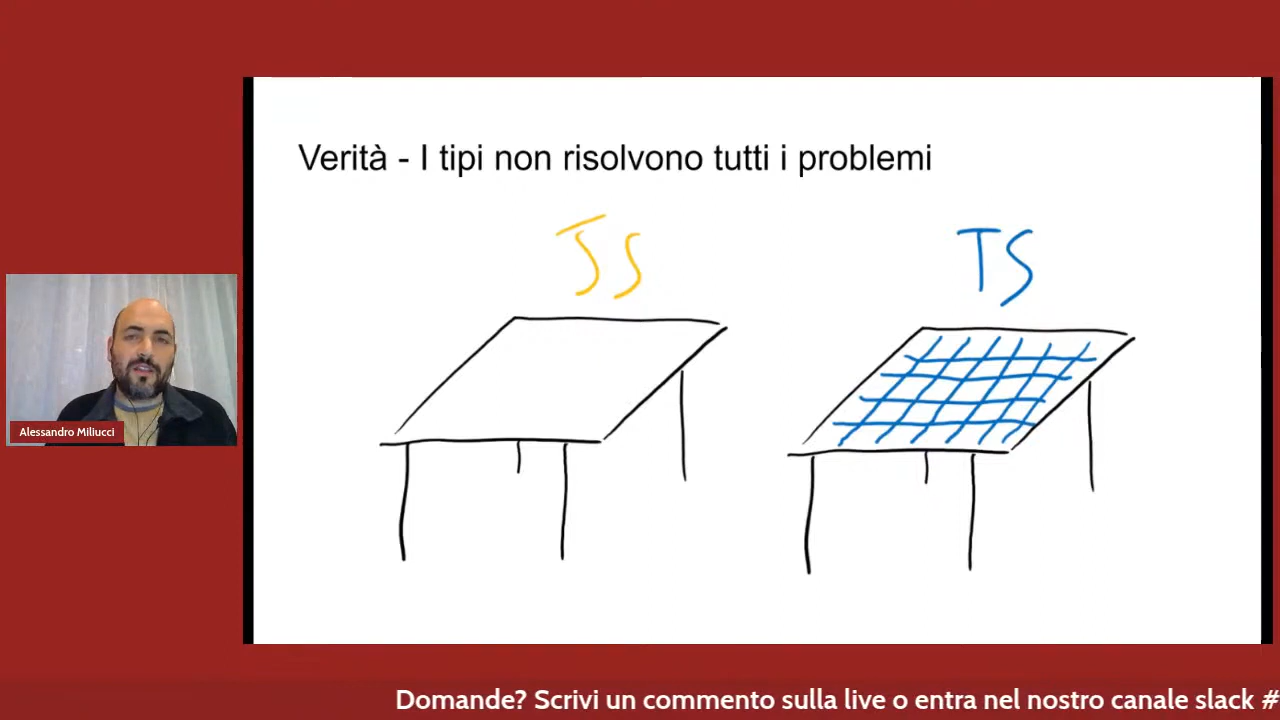 Verità - I tipi non risolvono tutti i problemi
JS
TS
Alessandro Miliucci
Domande? Scrivi un commento sulla live o entra nel nostro canale slack #